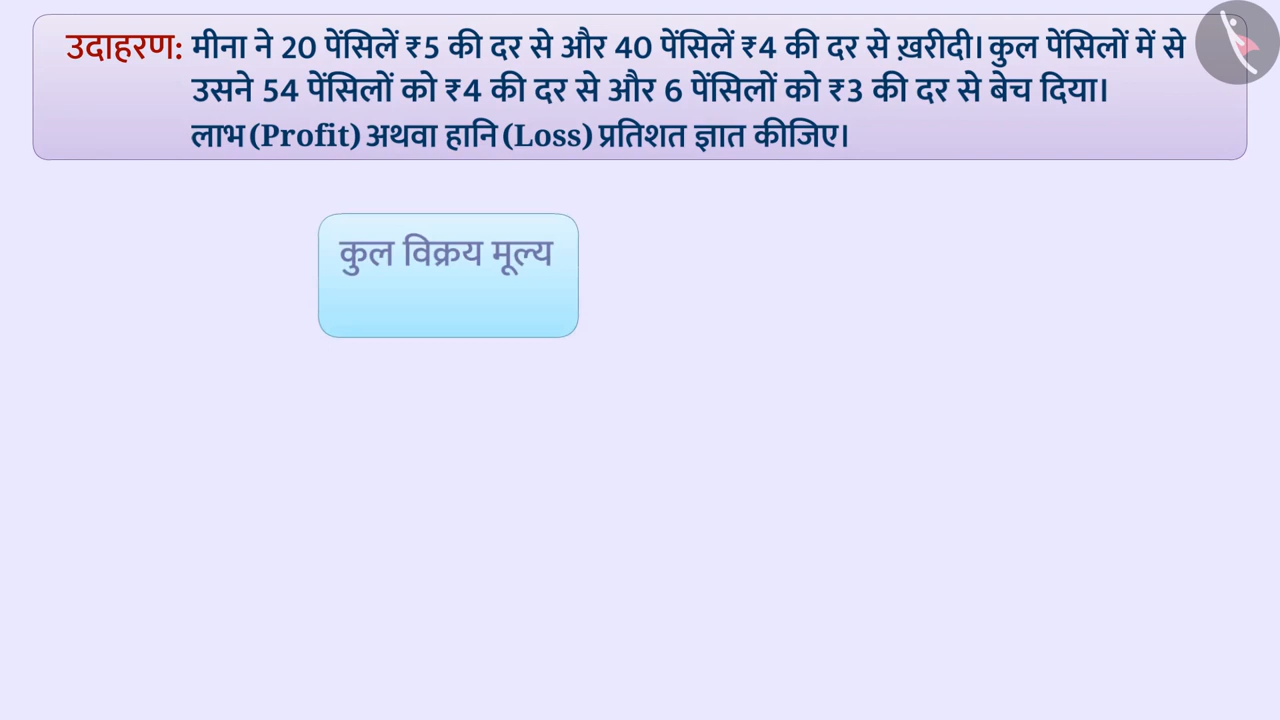 उदाहरण: मीना ने 20 पेंसिलें ₹5 की दर से और 40 पेंसिलें ₹4 की दर से ख़रीदी। कुल पेंसिलों में से
उसने 54 पेंसिलों को ₹4 की दर से और 6 पेंसिलों को ₹3 की दर से बेच दिया।
लाभ (Profit) अथवा हानि (Loss) प्रतिशत ज्ञात कीजिए।
कुल विक्रय मूल्य